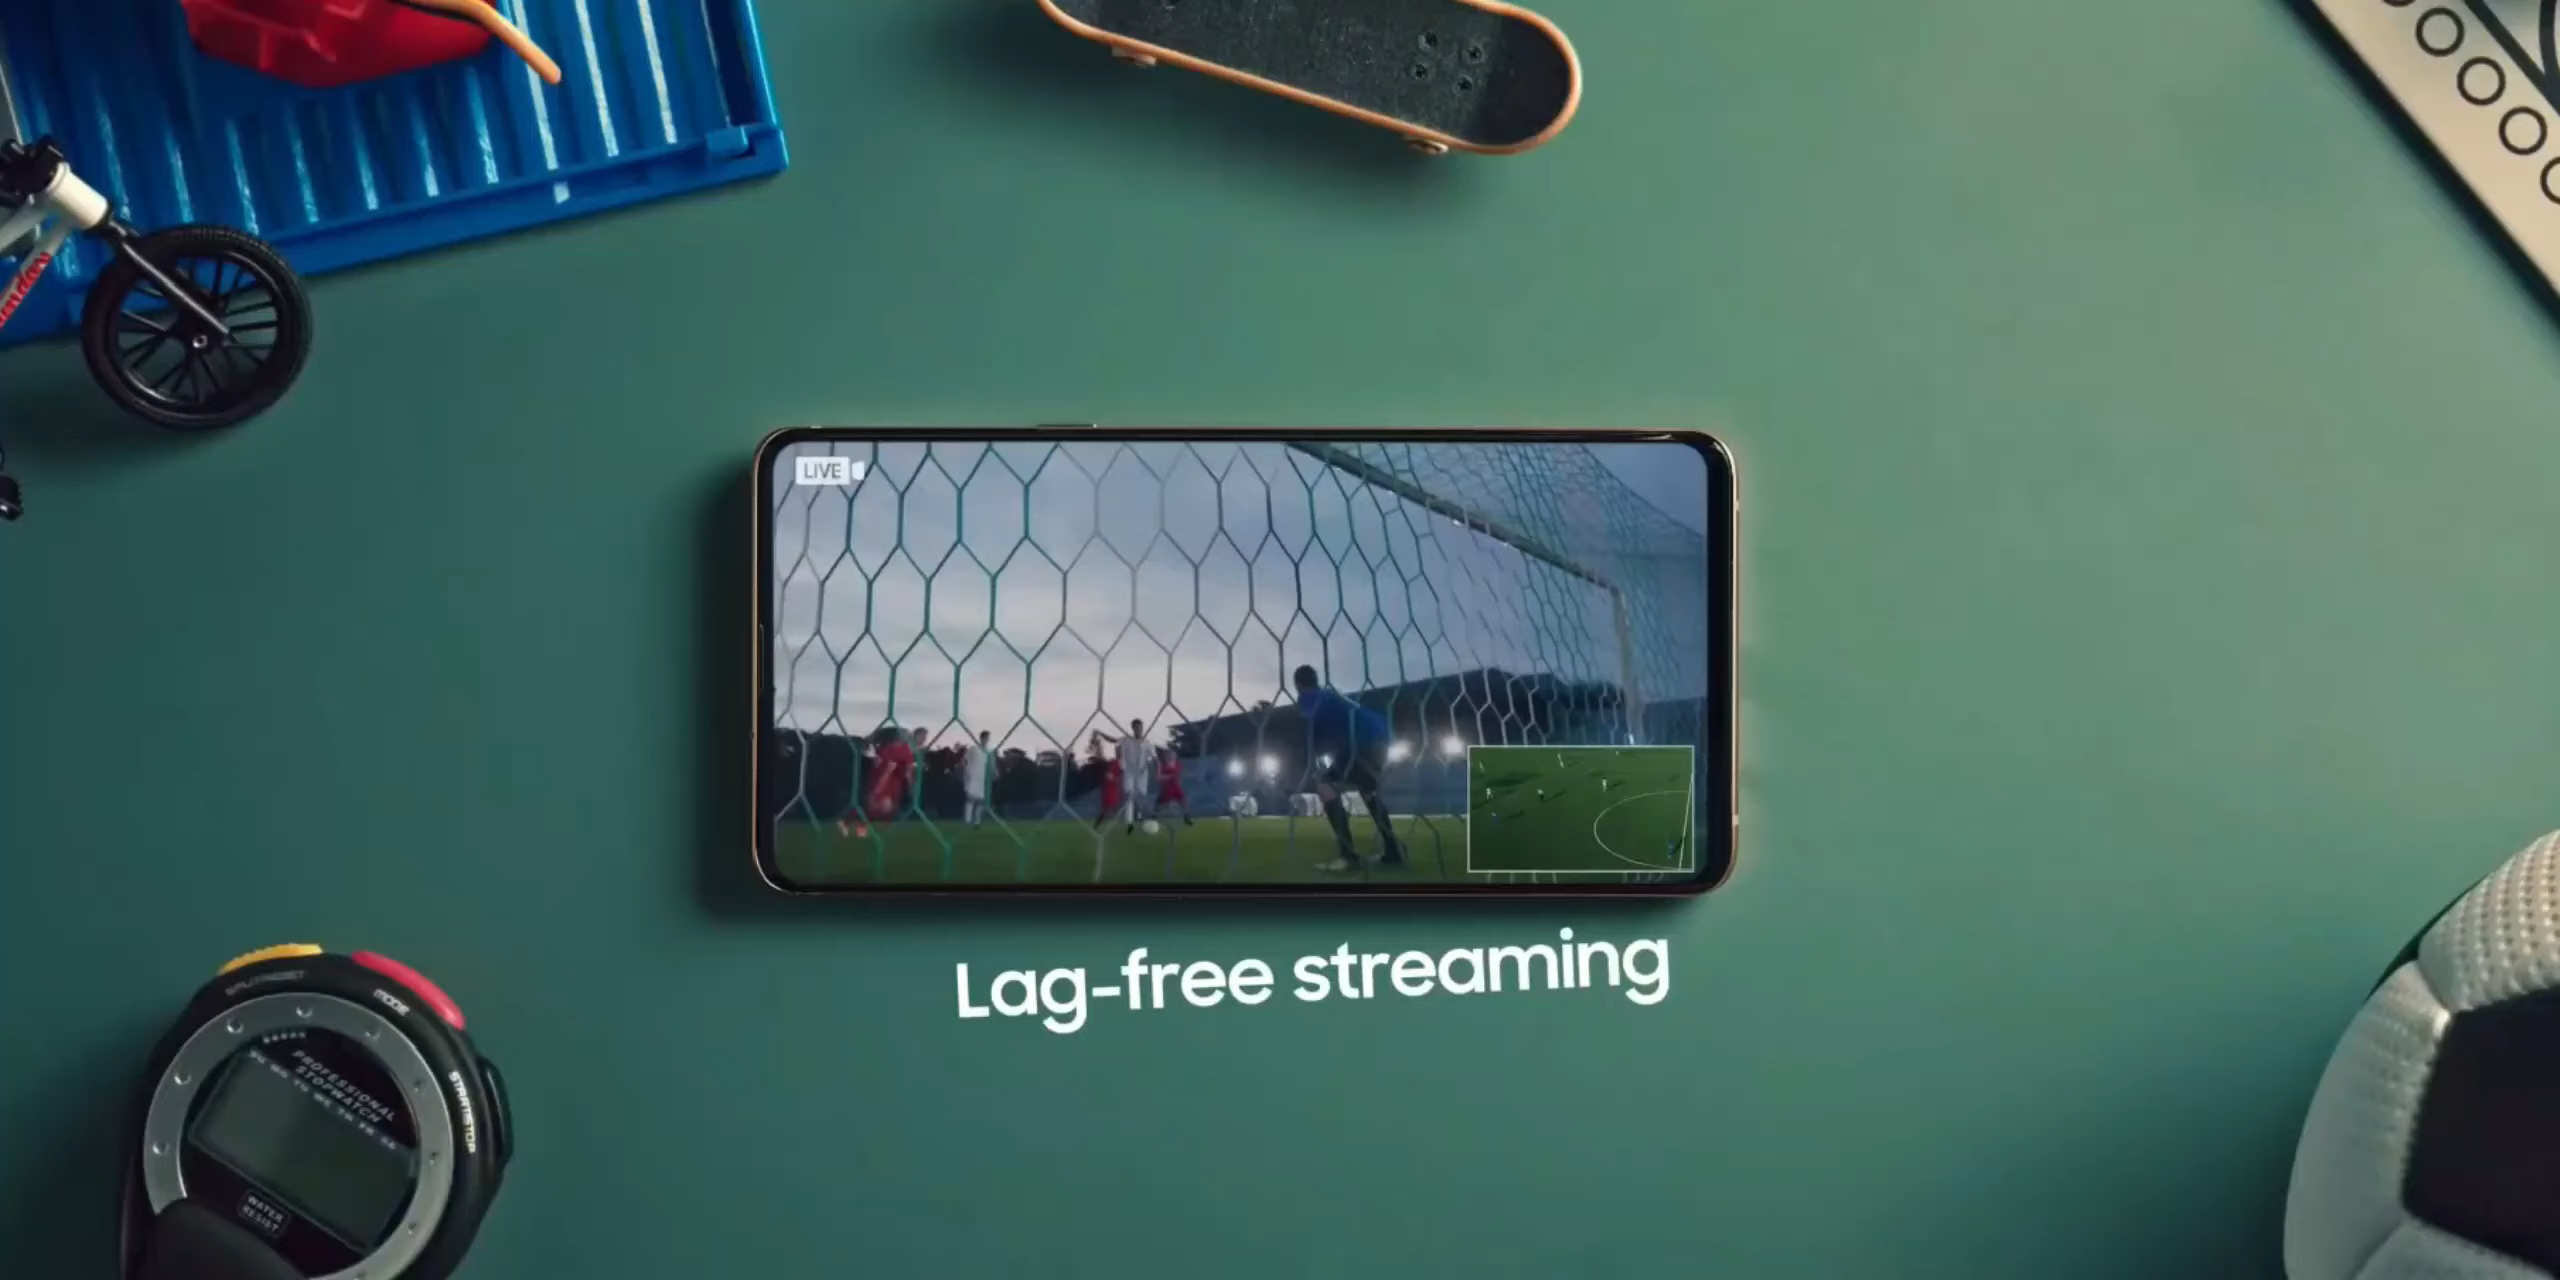 LIVE
Lag-free streaming
MODE
START/STOP
PROFESSIONAL
STOPWATCH
WATER
RESIST